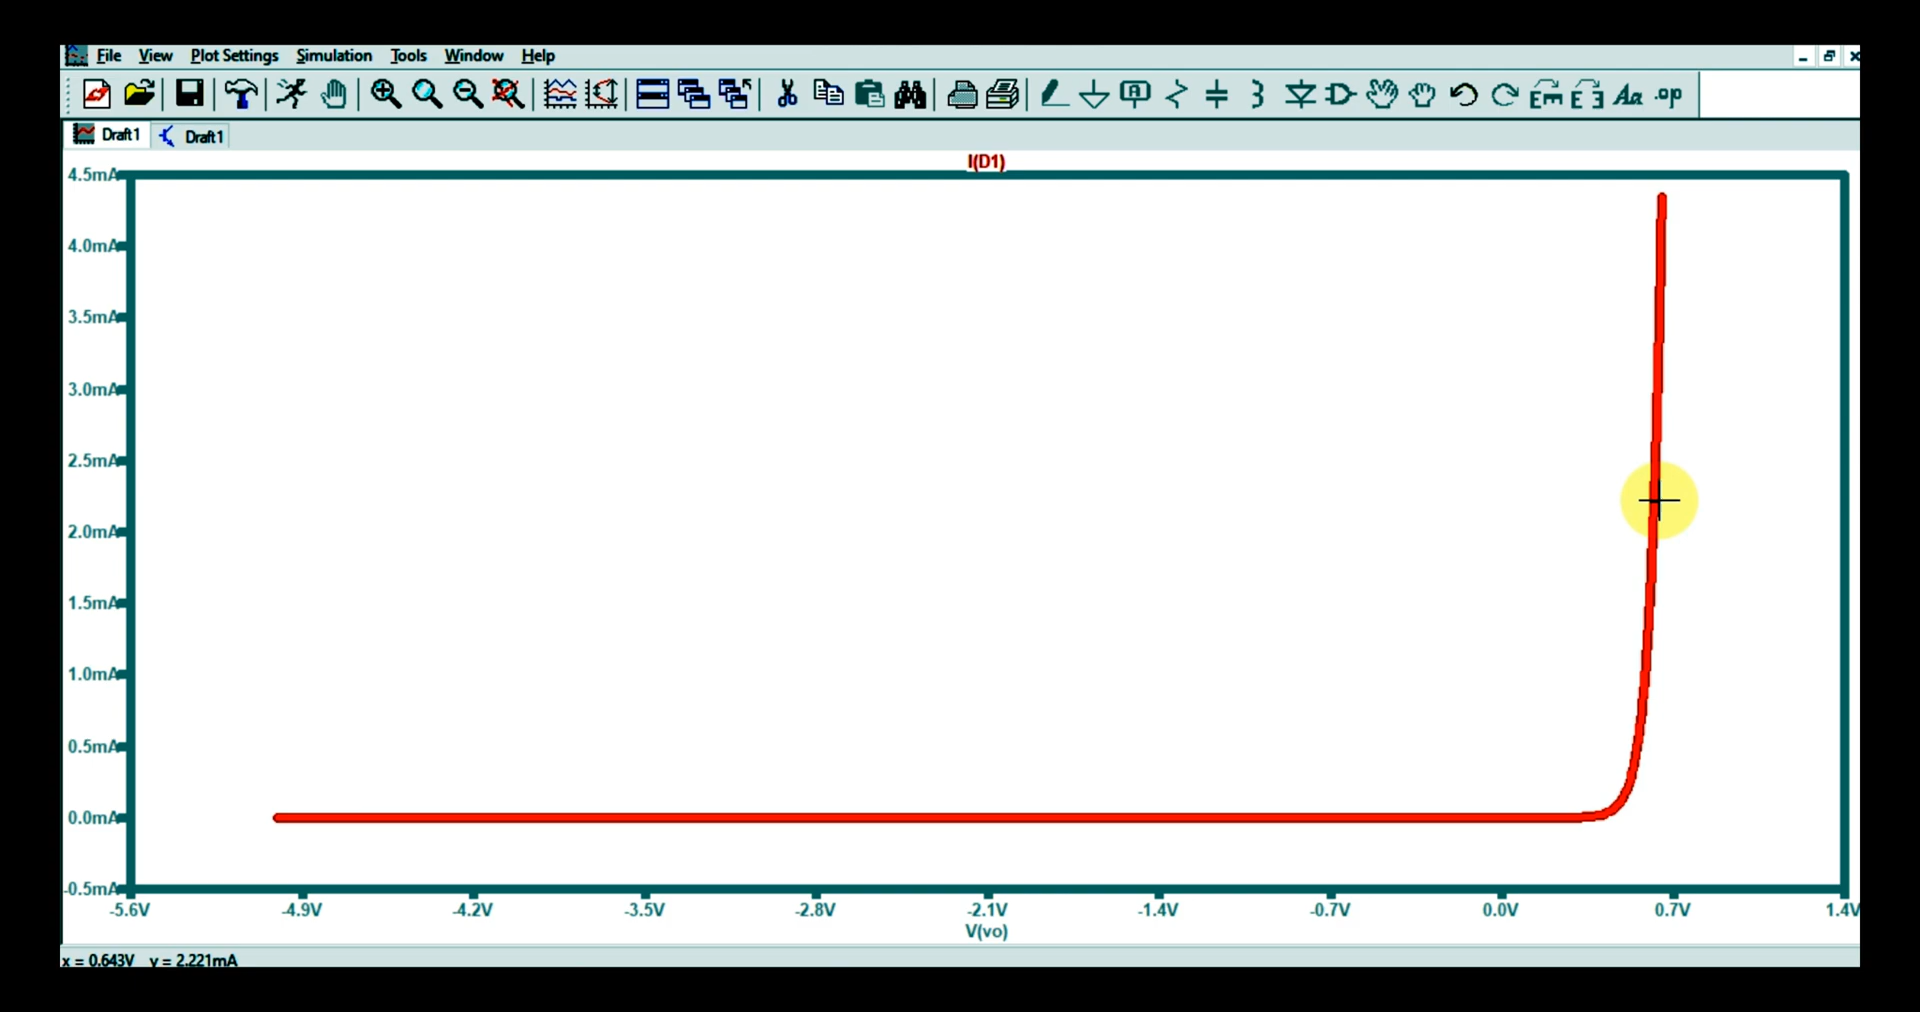 File View Plot Settings Simulation Tools Window Help
Aa .op
Draft1 Draft1
I(D1)
4.5mA
4.0mA
3.5mA
3.0mA
2.5mA
2.0mA
1.5mA
1.0mA
0.5mA
0.0mA
-0.5mA
-5.6V -4.9V -4.2V -3.5V -2.8V -2.1V -1.4V -0.7V 0.0V 0.7V 1.4V
V(vo)
x = 0.643V y = 2.221mA